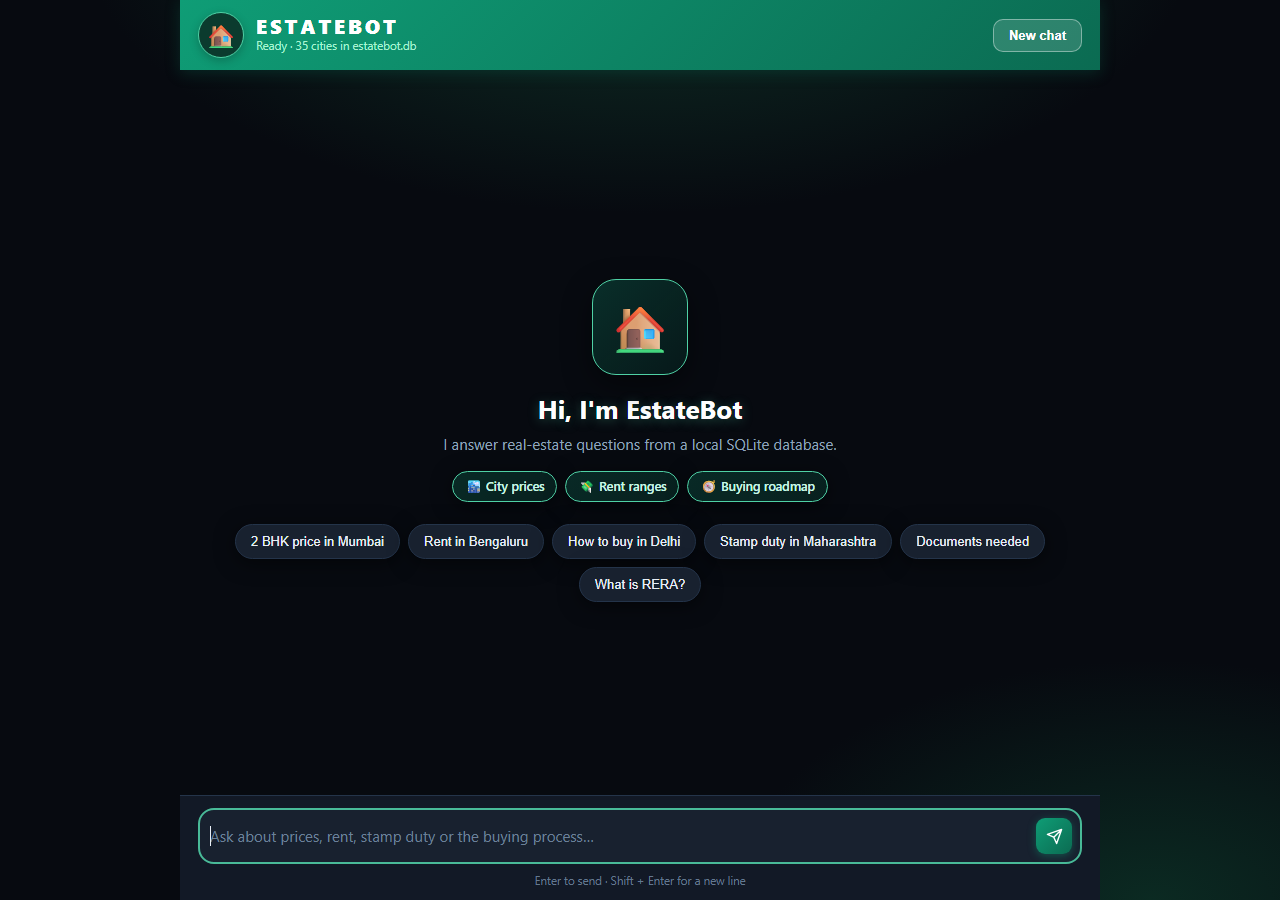 ESTATEBOT
Ready · 35 cities in estatebot.db
New chat
Hi, I'm EstateBot
I answer real-estate questions from a local SQLite database.
City prices
Rent ranges
Buying roadmap
2 BHK price in Mumbai
Rent in Bengaluru
How to buy in Delhi
Stamp duty in Maharashtra
Documents needed
What is RERA?
Ask about prices, rent, stamp duty or the buying process...
Enter to send · Shift + Enter for a new line